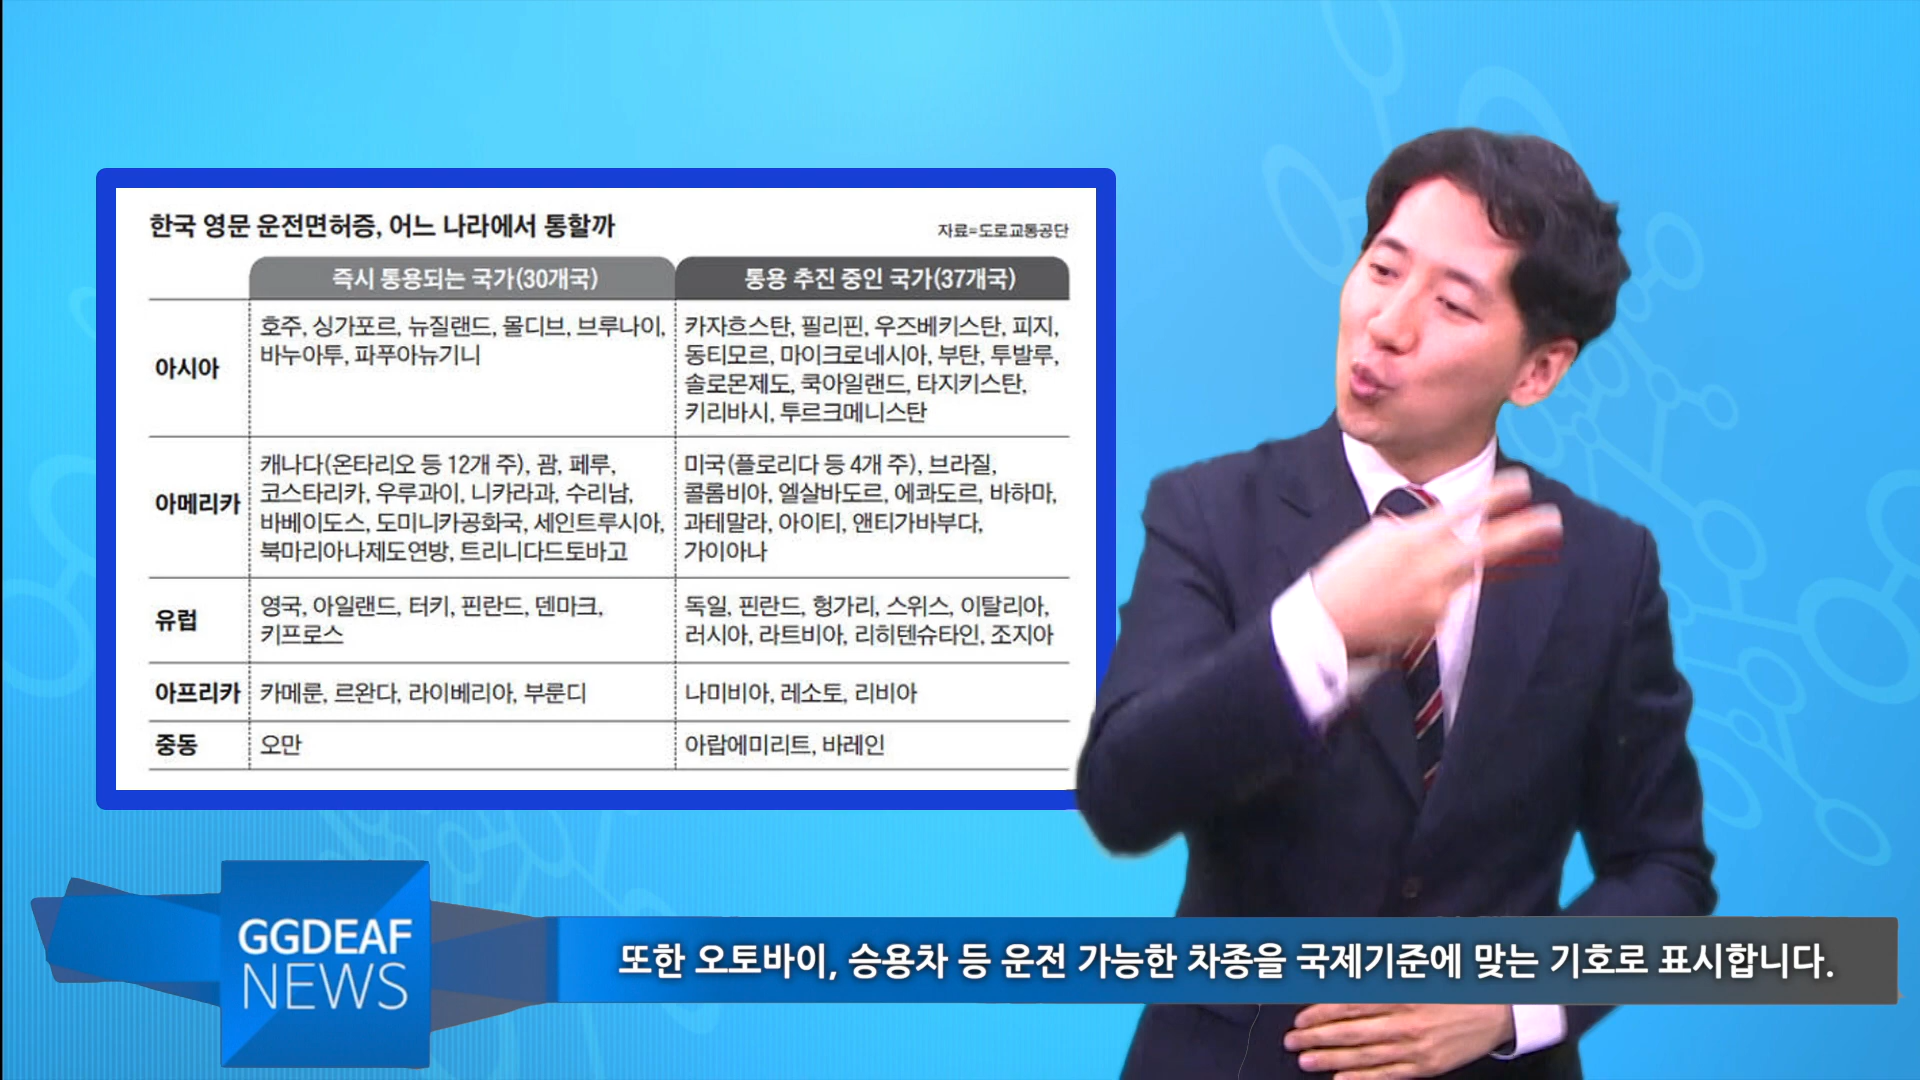 한국 영문 운전면허증, 어느 나라에서 통할까
자료=도로교통공단
즉시 통용되는 국가(30개국)
통용 추진 중인 국가(37개국)
아시아
호주, 싱가포르, 뉴질랜드, 몰디브, 브루나이,
바누아투, 파푸아뉴기니
카자흐스탄, 필리핀, 우즈베키스탄, 피지,
동티모르, 마이크로네시아, 부탄, 투발루,
솔로몬제도, 쿡아일랜드, 타지키스탄,
키리바시, 투르크메니스탄
아메리카
캐나다(온타리오 등 12개 주), 괌, 페루,
코스타리카, 우루과이, 니카라과, 수리남,
바베이도스, 도미니카공화국, 세인트루시아,
북마리아나제도연방, 트리니다드토바고
미국(플로리다 등 4개 주), 브라질,
콜롬비아, 엘살바도르, 에콰도르, 바하마,
과테말라, 아이티, 앤티가바부다,
가이아나
유럽
영국, 아일랜드, 터키, 핀란드, 덴마크,
키프로스
독일, 핀란드, 헝가리, 스위스, 이탈리아,
러시아, 라트비아, 리히텐슈타인, 조지아
아프리카
카메룬, 르완다, 라이베리아, 부룬디
나미비아, 레소토, 리비아
중동
오만
아랍에미리트, 바레인
GGDEAF
NEWS
또한 오토바이, 승용차 등 운전 가능한 차종을 국제기준에 맞는 기호로 표시합니다.